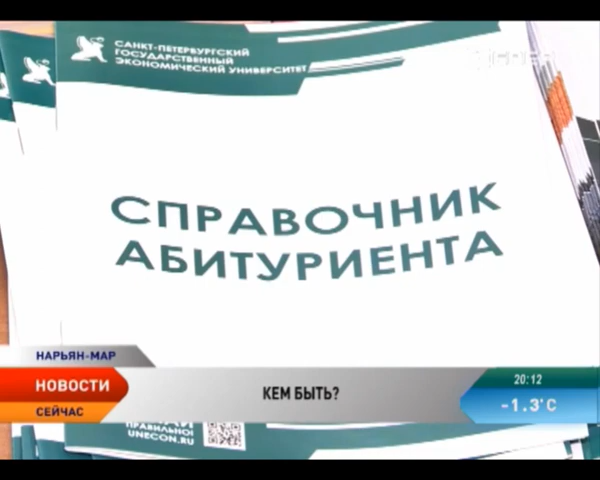 САНКТ-ПЕТЕРБУРГСКИЙ
ГОСУДАРСТВЕННЫЙ
ЭКОНОМИЧЕСКИЙ УНИВЕРСИТЕТ
СПРАВОЧНИК
АБИТУРИЕНТА
НАРЬЯН-МАР
НОВОСТИ
СЕЙЧАС
КЕМ БЫТЬ?
20:12
-1.3°C
UNECON.RU